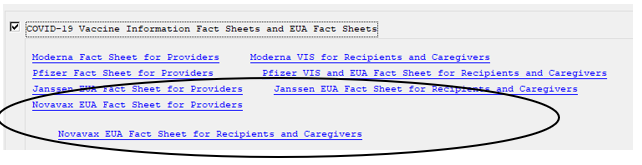 COVID-19 Vaccine Information Fact Sheets and EUA Fact Sheets
Moderna Fact Sheet for Providers Moderna VIS for Recipients and Caregivers
Pfizer Fact Sheet for Providers Pfizer VIS and EUA Fact Sheet for Recipients and Caregivers
Janssen EUA Fact Sheet for Providers Janssen EUA Fact Sheet for Recipients and Caregivers
Novavax EUA Fact Sheet for Providers
Novavax EUA Fact Sheet for Recipients and Caregivers